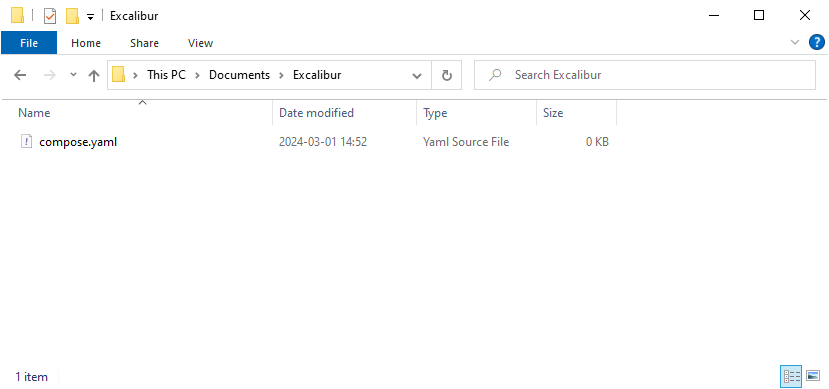 Excalibur
File Home Share View
This PC Documents Excalibur Search Excalibur
Name Date modified Type Size
compose.yaml 2024-03-01 14:52 Yaml Source File 0 KB
1 item